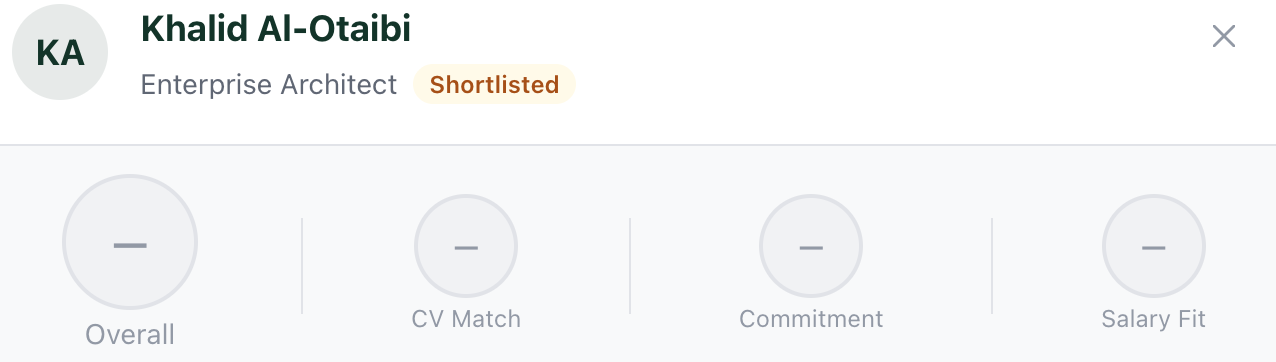 KA
Khalid Al-Otaibi
Enterprise Architect Shortlisted
– – – –
Overall CV Match Commitment Salary Fit